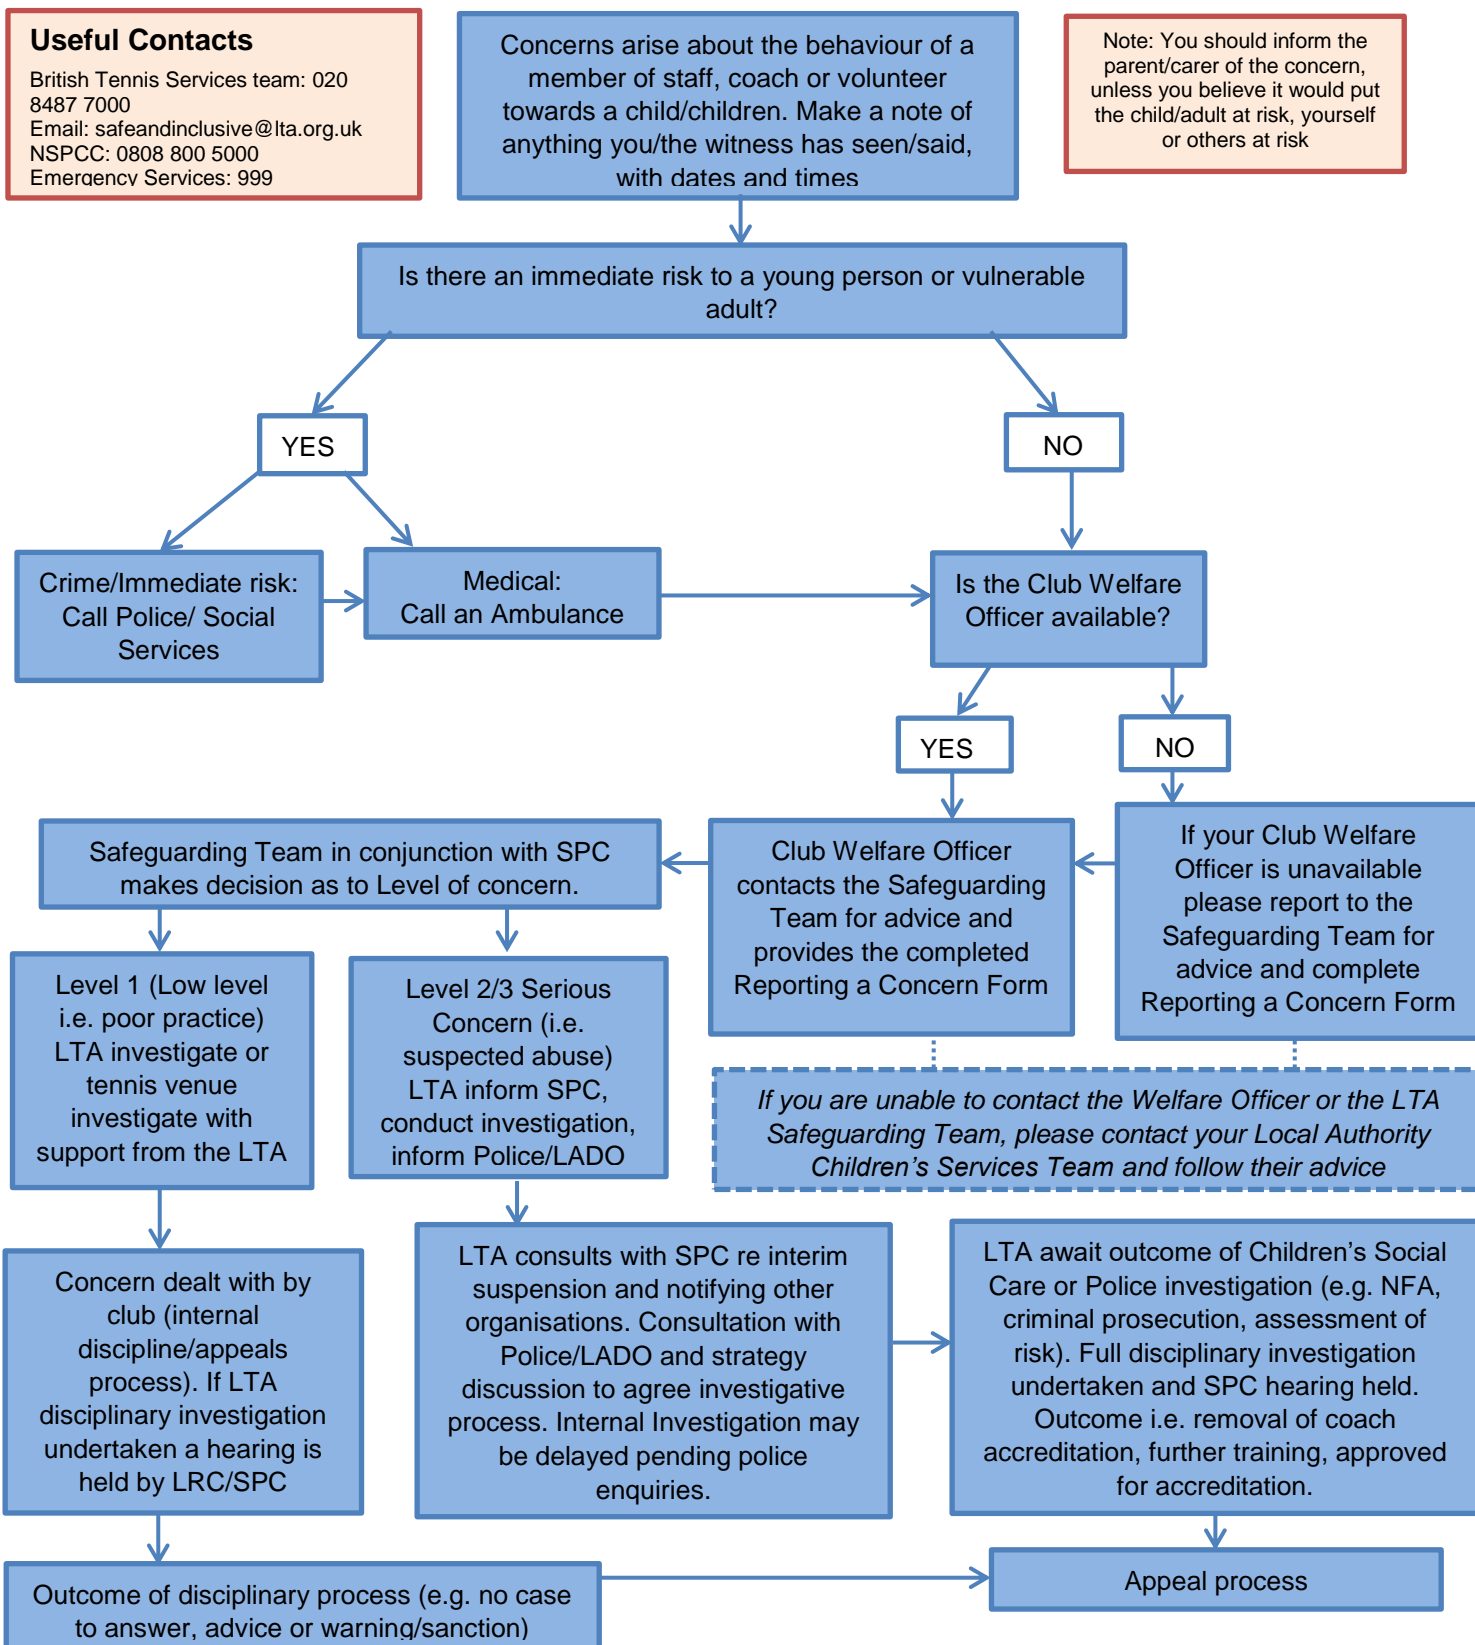 Useful Contacts
British Tennis Services team: 020
8487 7000
Email: safeandinclusive@lta.org.uk
NSPCC: 0808 800 5000
Emergency Services: 999
Concerns arise about the behaviour of a
member of staff, coach or volunteer
towards a child/children. Make a note of
anything you/the witness has seen/said,
with dates and times
Note: You should inform the
parent/carer of the concern,
unless you believe it would put
the child/adult at risk, yourself
or others at risk
Is there an immediate risk to a young person or vulnerable
adult?
YES
NO
Crime/Immediate risk:
Call Police/ Social
Services
Medical:
Call an Ambulance
Is the Club Welfare
Officer available?
YES
NO
Safeguarding Team in conjunction with SPC
makes decision as to Level of concern.
Club Welfare Officer
contacts the Safeguarding
Team for advice and
provides the completed
Reporting a Concern Form
If your Club Welfare
Officer is unavailable
please report to the
Safeguarding Team for
advice and complete
Reporting a Concern Form
Level 1 (Low level
i.e. poor practice)
LTA investigate or
tennis venue
investigate with
support from the LTA
Level 2/3 Serious
Concern (i.e.
suspected abuse)
LTA inform SPC,
conduct investigation,
inform Police/LADO
If you are unable to contact the Welfare Officer or the LTA
Safeguarding Team, please contact your Local Authority
Children’s Services Team and follow their advice
Concern dealt with by
club (internal
discipline/appeals
process). If LTA
disciplinary investigation
undertaken a hearing is
held by LRC/SPC
LTA consults with SPC re interim
suspension and notifying other
organisations. Consultation with
Police/LADO and strategy
discussion to agree investigative
process. Internal Investigation may
be delayed pending police
enquiries.
LTA await outcome of Children’s Social
Care or Police investigation (e.g. NFA,
criminal prosecution, assessment of
risk). Full disciplinary investigation
undertaken and SPC hearing held.
Outcome i.e. removal of coach
accreditation, further training, approved
for accreditation.
Outcome of disciplinary process (e.g. no case
to answer, advice or warning/sanction)
Appeal process